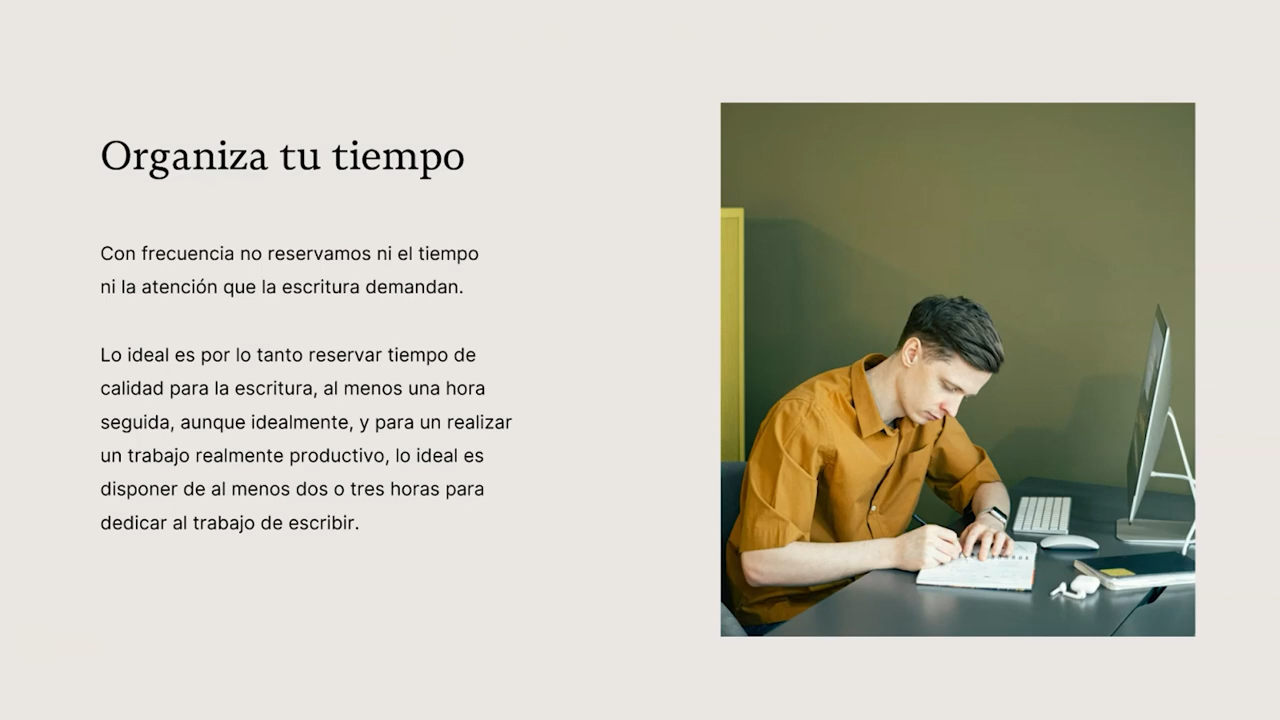 Organiza tu tiempo
Con frecuencia no reservamos ni el tiempo
ni la atención que la escritura demandan.
Lo ideal es por lo tanto reservar tiempo de
calidad para la escritura, al menos una hora
seguida, aunque idealmente, y para un realizar
un trabajo realmente productivo, lo ideal es
disponer de al menos dos o tres horas para
dedicar al trabajo de escribir.